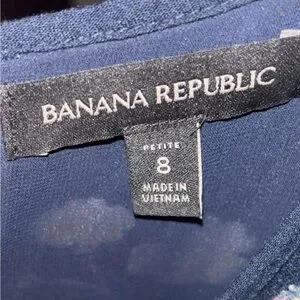 BANANA REPUBLIC
PETITE
8
MADE IN
VIETNAM